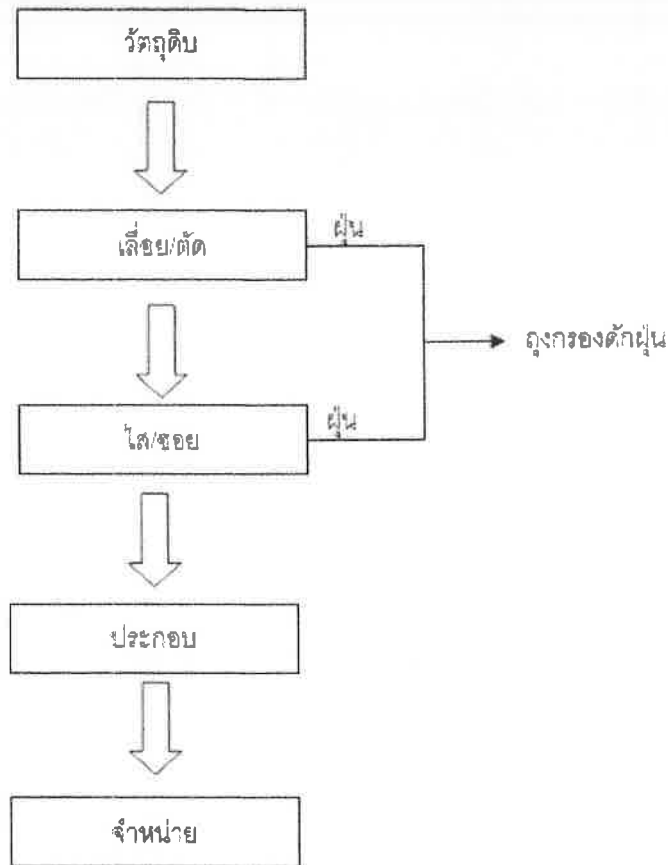 วัตถุดิบ
เลื่อย/ตัด
ฝุ่น
ถุงกรองดักฝุ่น
ไส/ซอย
ฝุ่น
ประกอบ
จำหน่าย